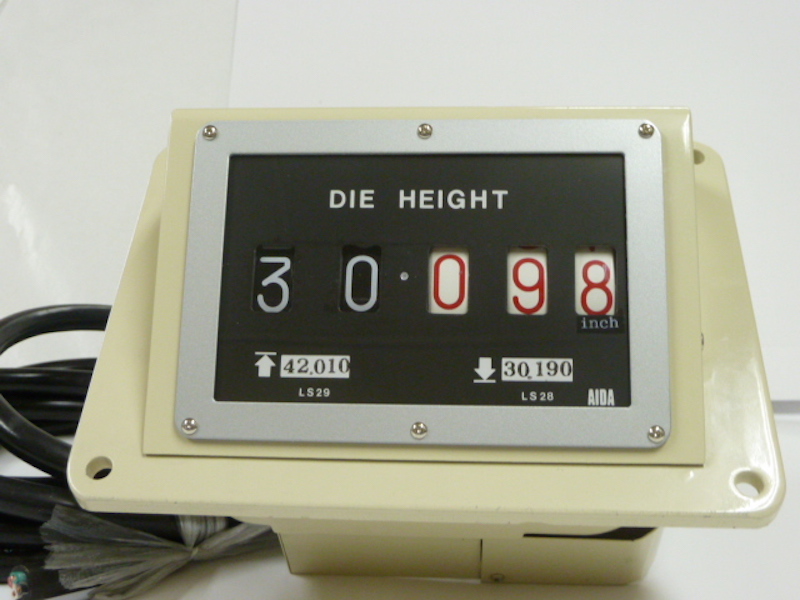 DIE HEIGHT
30.098
inch
42.010 30.190
LS29 LS28 AIDA